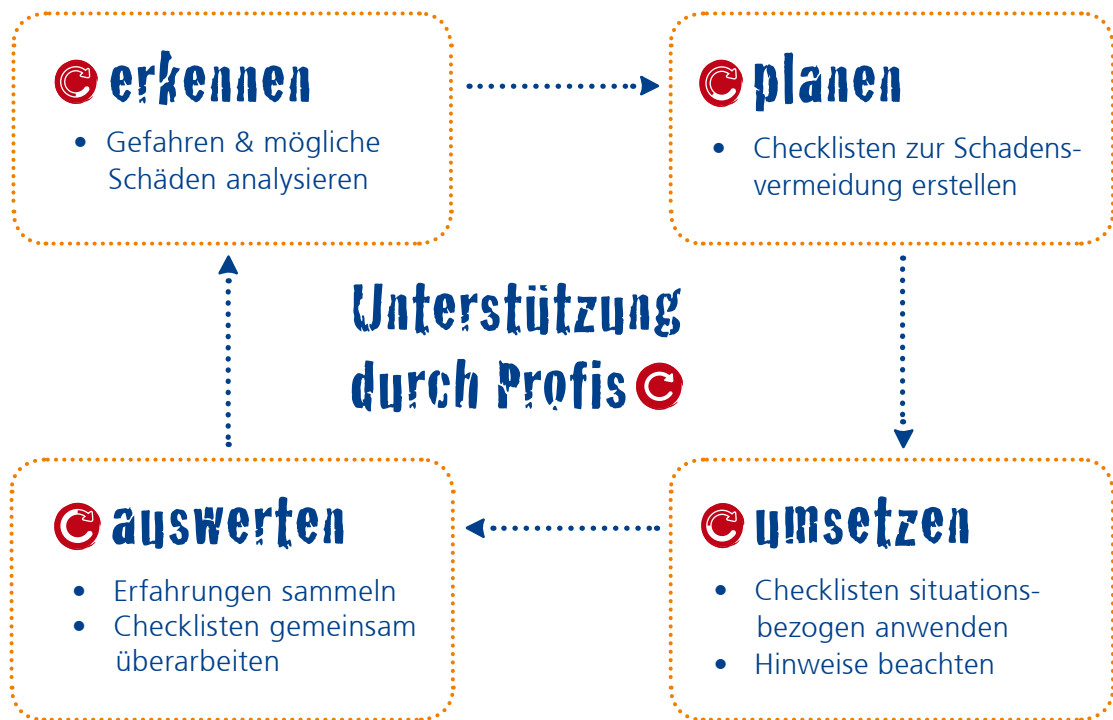 erkennen
• Gefahren & mögliche
Schäden analysieren
planen
• Checklisten zur Schadens-
vermeidung erstellen
Unterstützung
durch Profis
auswerten
• Erfahrungen sammeln
• Checklisten gemeinsam
überarbeiten
umsetzen
• Checklisten situations-
bezogen anwenden
• Hinweise beachten